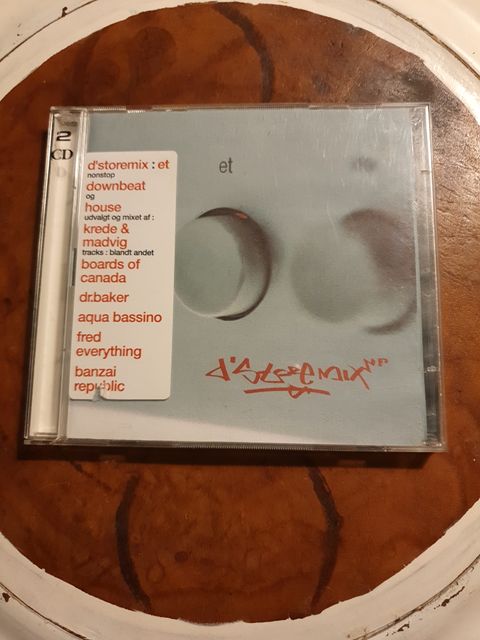 2
CD
d'storemix : et
nonstop
downbeat
og
house
udvalgt og mixet af :
krede &
madvig
tracks : blandt andet
boards of
canada
dr.baker
aqua bassino
fred
everything
banzai
republic
et
d'storemix